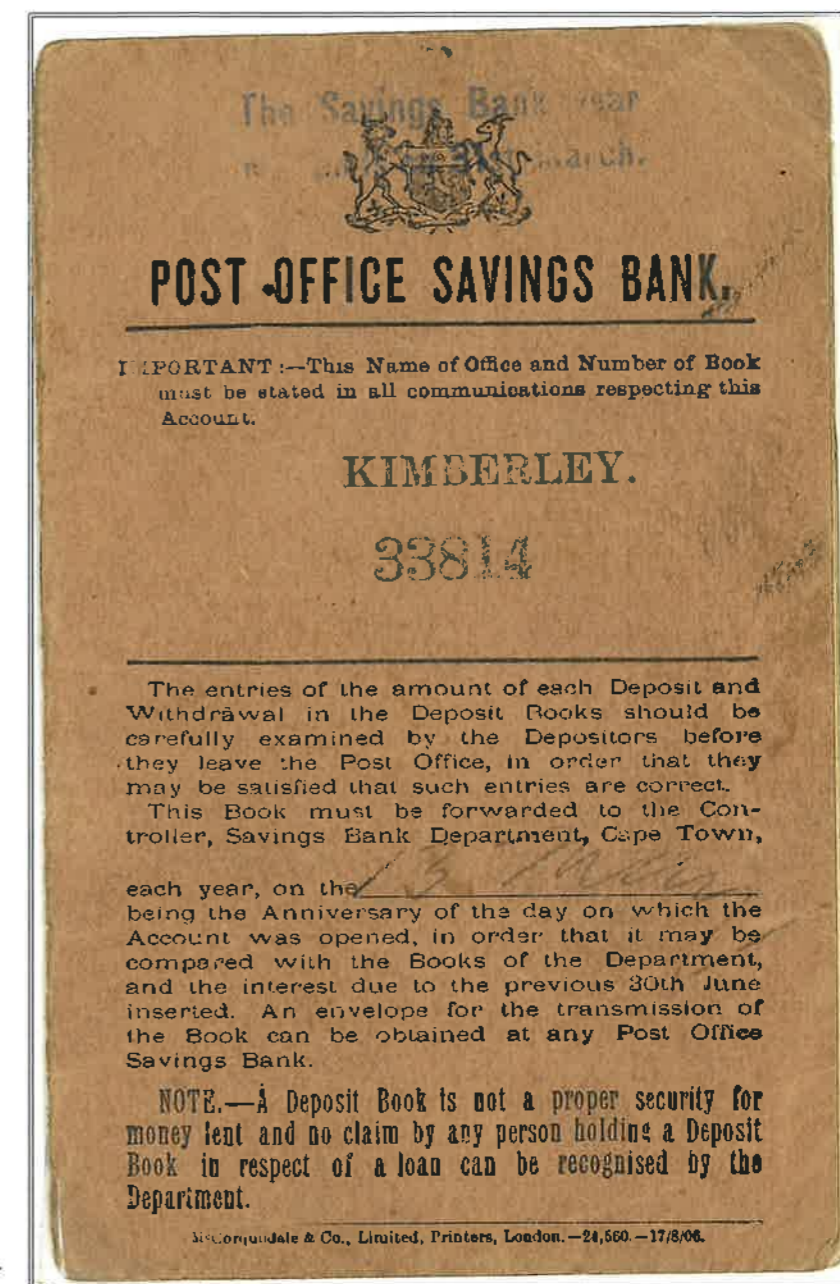 The Savings Bank year
March.
POST OFFICE SAVINGS BANK.
IMPORTANT :—This Name of Office and Number of Book
must be stated in all communications respecting this
Account.
KIMBERLEY.
33814
The entries of the amount of each Deposit and
Withdrawal in the Deposit Books should be
carefully examined by the Depositors before
they leave the Post Office, in order that they
may be satisfied that such entries are correct.
This Book must be forwarded to the Con-
troller, Savings Bank Department, Cape Town,
each year, on the 13
being the Anniversary of the day on which the
Account was opened, in order that it may be
compared with the Books of the Department,
and the interest due to the previous 30th June
inserted. An envelope for the transmission of
the Book can be obtained at any Post Office
Savings Bank.
NOTE.—A Deposit Book is not a proper security for
money lent and no claim by any person holding a Deposit
Book in respect of a loan can be recognised by the
Department.
McCorquodale & Co., Limited, Printers, London.—24,560.—17/8/06.